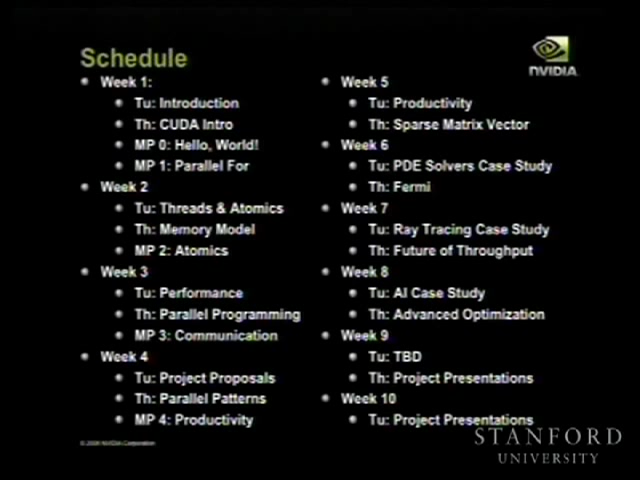 Schedule
Week 1:
Tu: Introduction
Th: CUDA Intro
MP 0: Hello, World!
MP 1: Parallel For
Week 2
Tu: Threads & Atomics
Th: Memory Model
MP 2: Atomics
Week 3
Tu: Performance
Th: Parallel Programming
MP 3: Communication
Week 4
Tu: Project Proposals
Th: Parallel Patterns
MP 4: Productivity
Week 5
Tu: Productivity
Th: Sparse Matrix Vector
Week 6
Tu: PDE Solvers Case Study
Th: Fermi
Week 7
Tu: Ray Tracing Case Study
Th: Future of Throughput
Week 8
Tu: AI Case Study
Th: Advanced Optimization
Week 9
Tu: TBD
Th: Project Presentations
Week 10
Tu: Project Presentations
NVIDIA
© 2008 NVIDIA Corporation
STANFORD
UNIVERSITY